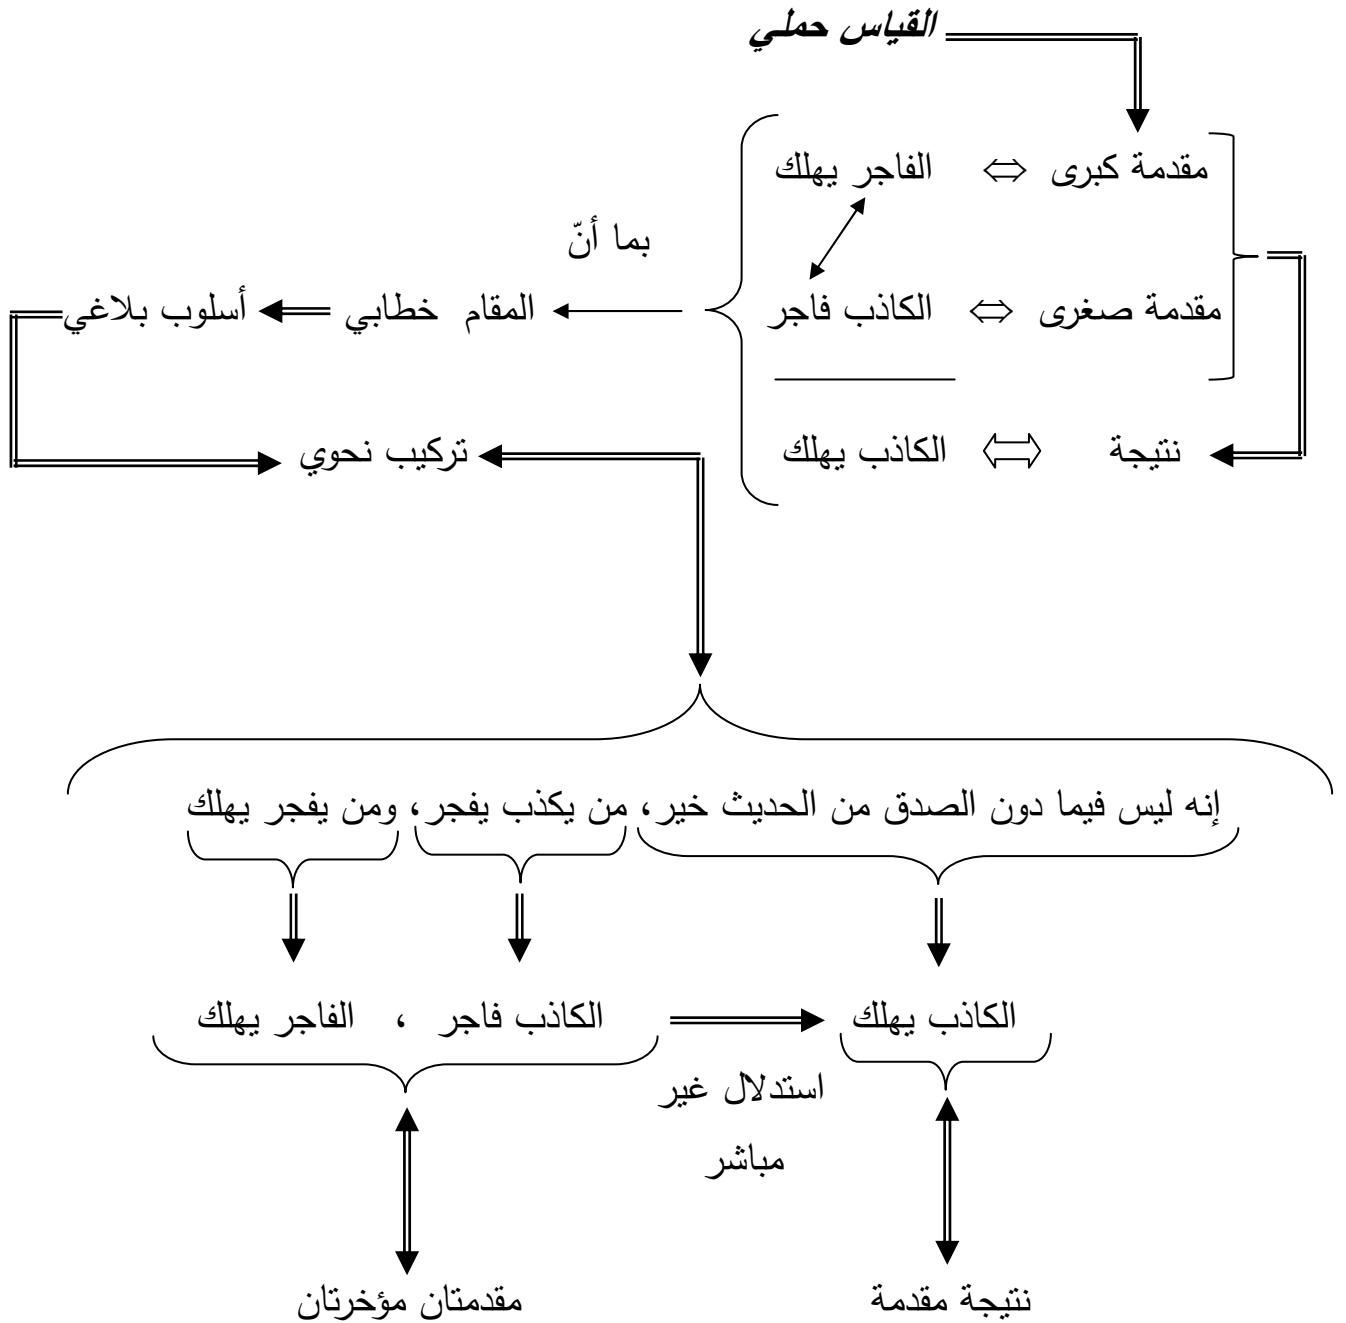 القياس حملي
مقدمة كبرى ⇔ الفاجر يهلك
بما أنّ
مقدمة صغرى ⇔ الكاذب فاجر
المقام خطابي
أسلوب بلاغي
نتيجة ⇔ الكاذب يهلك
تركيب نحوي
إنه ليس فيما دون الصدق من الحديث خير، من يكذب يفجر، ومن يفجر يهلك
الكاذب يهلك
الكاذب فاجر ، الفاجر يهلك
استدلال غير
مباشر
نتيجة مقدمة
مقدمتان مؤخرتان